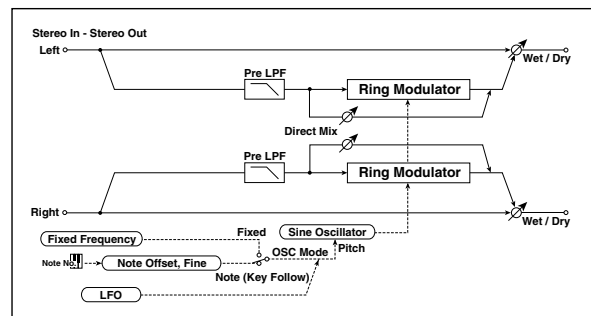 Stereo In - Stereo Out
Left
Wet / Dry
Pre LPF
Ring Modulator
Direct Mix
Pre LPF
Ring Modulator
Right
Wet / Dry
Fixed Frequency
Fixed
Sine Oscillator
OSC Mode
Pitch
Note No.
Note Offset, Fine
Note (Key Follow)
LFO